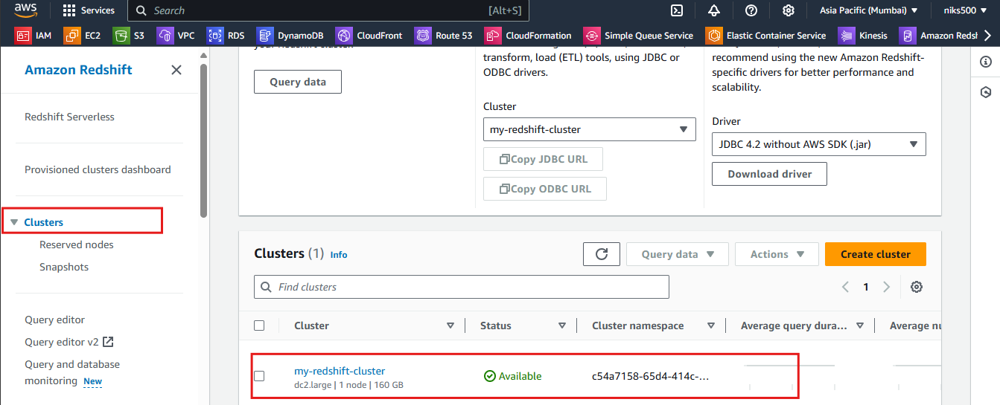 aws
Services
Search
[Alt+S]
Asia Pacific (Mumbai)
niks500
IAM
EC2
S3
VPC
RDS
DynamoDB
CloudFront
Route 53
CloudFormation
Simple Queue Service
Elastic Container Service
Kinesis
Amazon Redsh
Amazon Redshift
Redshift Serverless
Provisioned clusters dashboard
Clusters
Reserved nodes
Snapshots
Query editor
Query editor v2
Query and database
monitoring New
your Redshift cluster.
Query data
transform, load (ETL) tools, using JDBC or
ODBC drivers.
Cluster
my-redshift-cluster
Copy JDBC URL
Copy ODBC URL
recommend using the new Amazon Redshift-
specific drivers for better performance and
scalability.
Driver
JDBC 4.2 without AWS SDK (.jar)
Download driver
Clusters (1) Info
Query data
Actions
Create cluster
Find clusters
1
Cluster
Status
Cluster namespace
Average query dura...
Average nu
my-redshift-cluster
dc2.large | 1 node | 160 GB
Available
c54a7158-65d4-414c-...